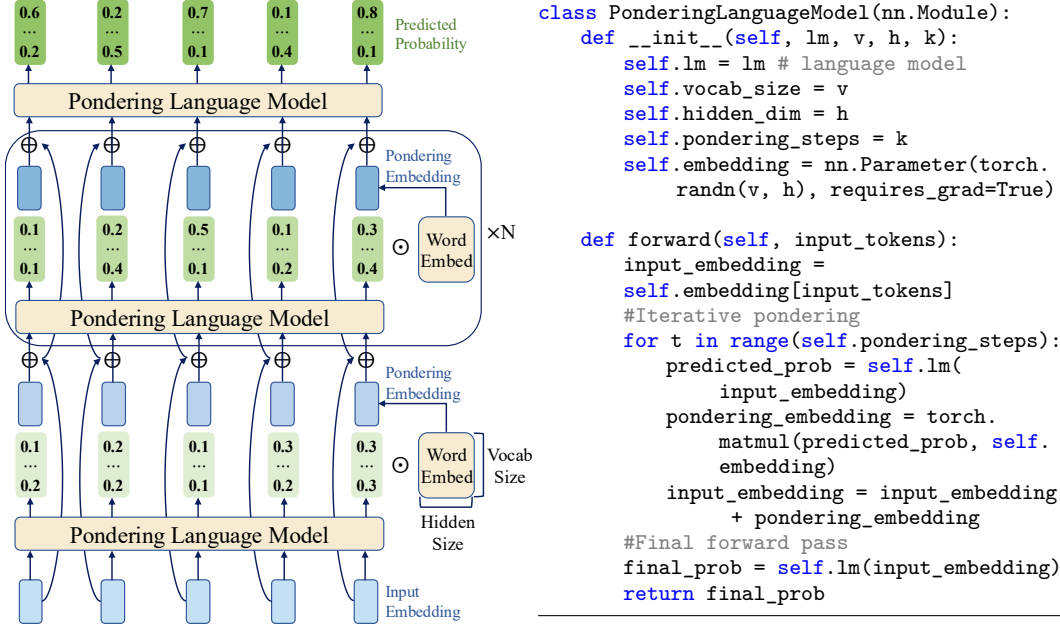 0.6 0.2 0.7 0.1 0.8
... ... ... ... ...
0.2 0.5 0.1 0.4 0.1
Predicted
Probability
Pondering Language Model
⊕ ⊕ ⊕ ⊕ ⊕
Pondering
Embedding
0.1 0.2 0.5 0.1 0.3
... ... ... ... ...
0.1 0.4 0.1 0.2 0.4
⊙
Word
Embed
×N
Pondering Language Model
⊕ ⊕ ⊕ ⊕ ⊕
Pondering
Embedding
0.1 0.2 0.1 0.3 0.3
... ... ... ... ...
0.2 0.2 0.1 0.2 0.3
⊙
Word
Embed
Vocab
Size
Hidden
Size
Pondering Language Model
Input
Embedding
class PonderingLanguageModel(nn.Module):
    def __init__(self, lm, v, h, k):
        self.lm = lm # language model
        self.vocab_size = v
        self.hidden_dim = h
        self.pondering_steps = k
        self.embedding = nn.Parameter(torch.
            randn(v, h), requires_grad=True)
    def forward(self, input_tokens):
        input_embedding =
        self.embedding[input_tokens]
        #Iterative pondering
        for t in range(self.pondering_steps):
            predicted_prob = self.lm(
                input_embedding)
            pondering_embedding = torch.
                matmul(predicted_prob, self.
                embedding)
            input_embedding = input_embedding
                + pondering_embedding
        #Final forward pass
        final_prob = self.lm(input_embedding)
        return final_prob